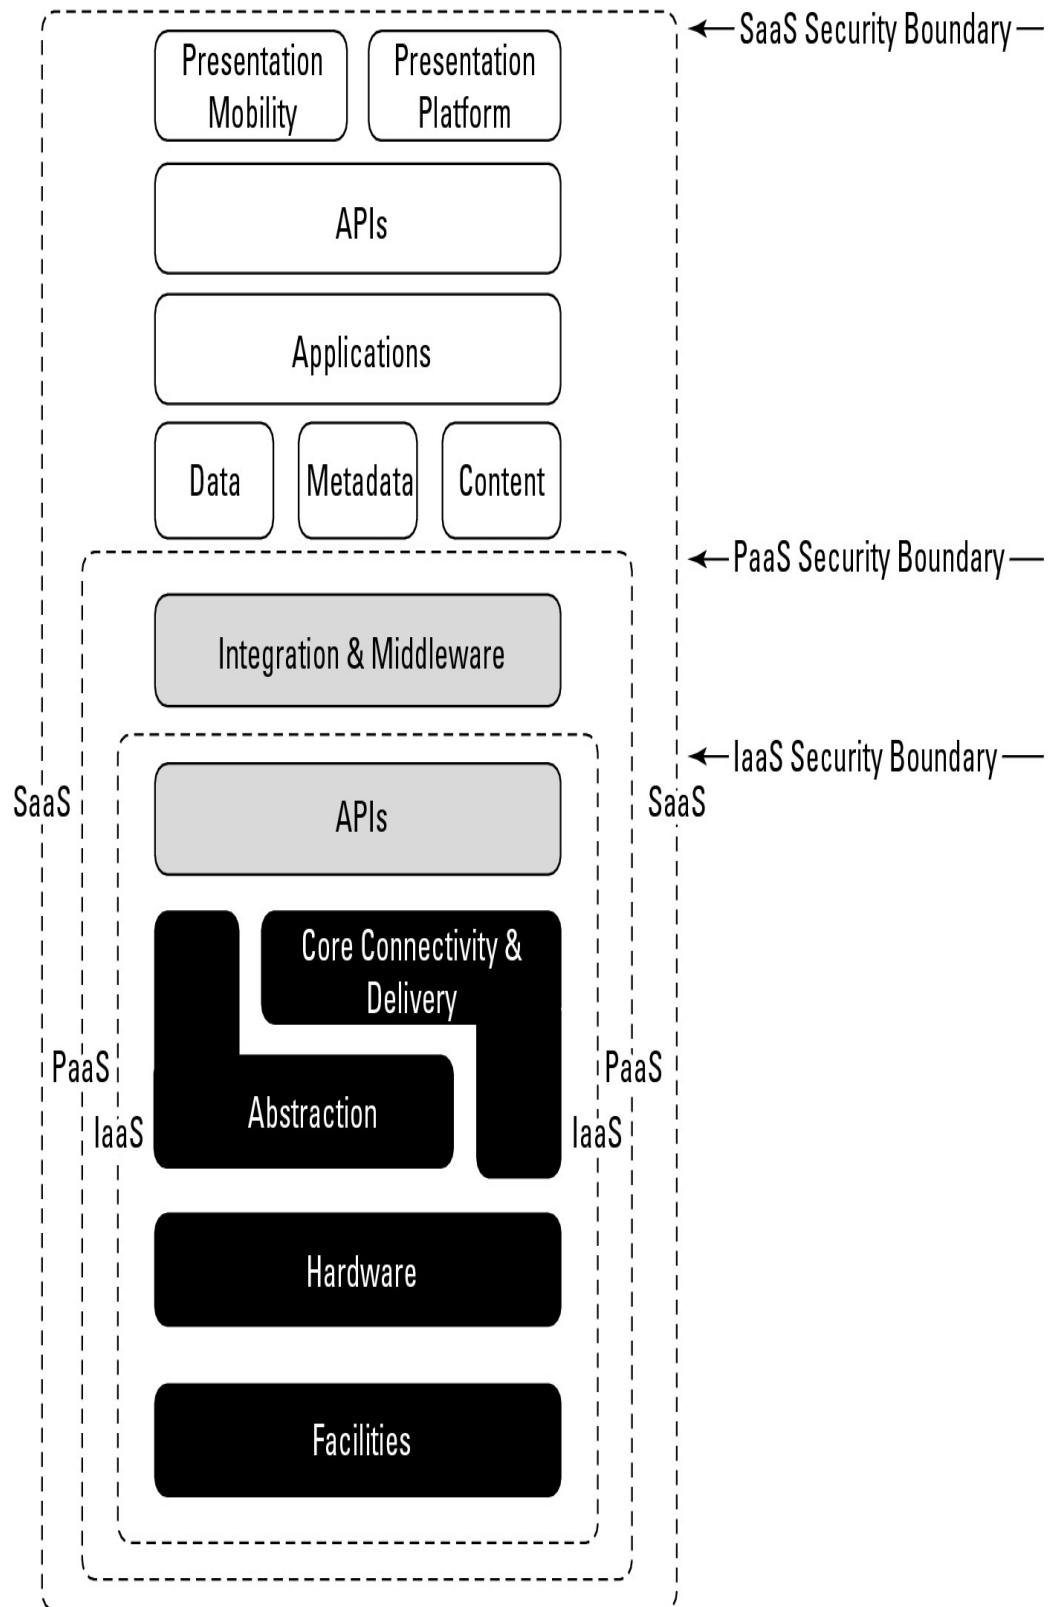 SaaS Security Boundary
Presentation
Mobility
Presentation
Platform
APIs
Applications
Data
Metadata
Content
PaaS Security Boundary
Integration & Middleware
IaaS Security Boundary
SaaS
SaaS
APIs
Core Connectivity &
Delivery
PaaS
PaaS
Abstraction
IaaS
IaaS
Hardware
Facilities